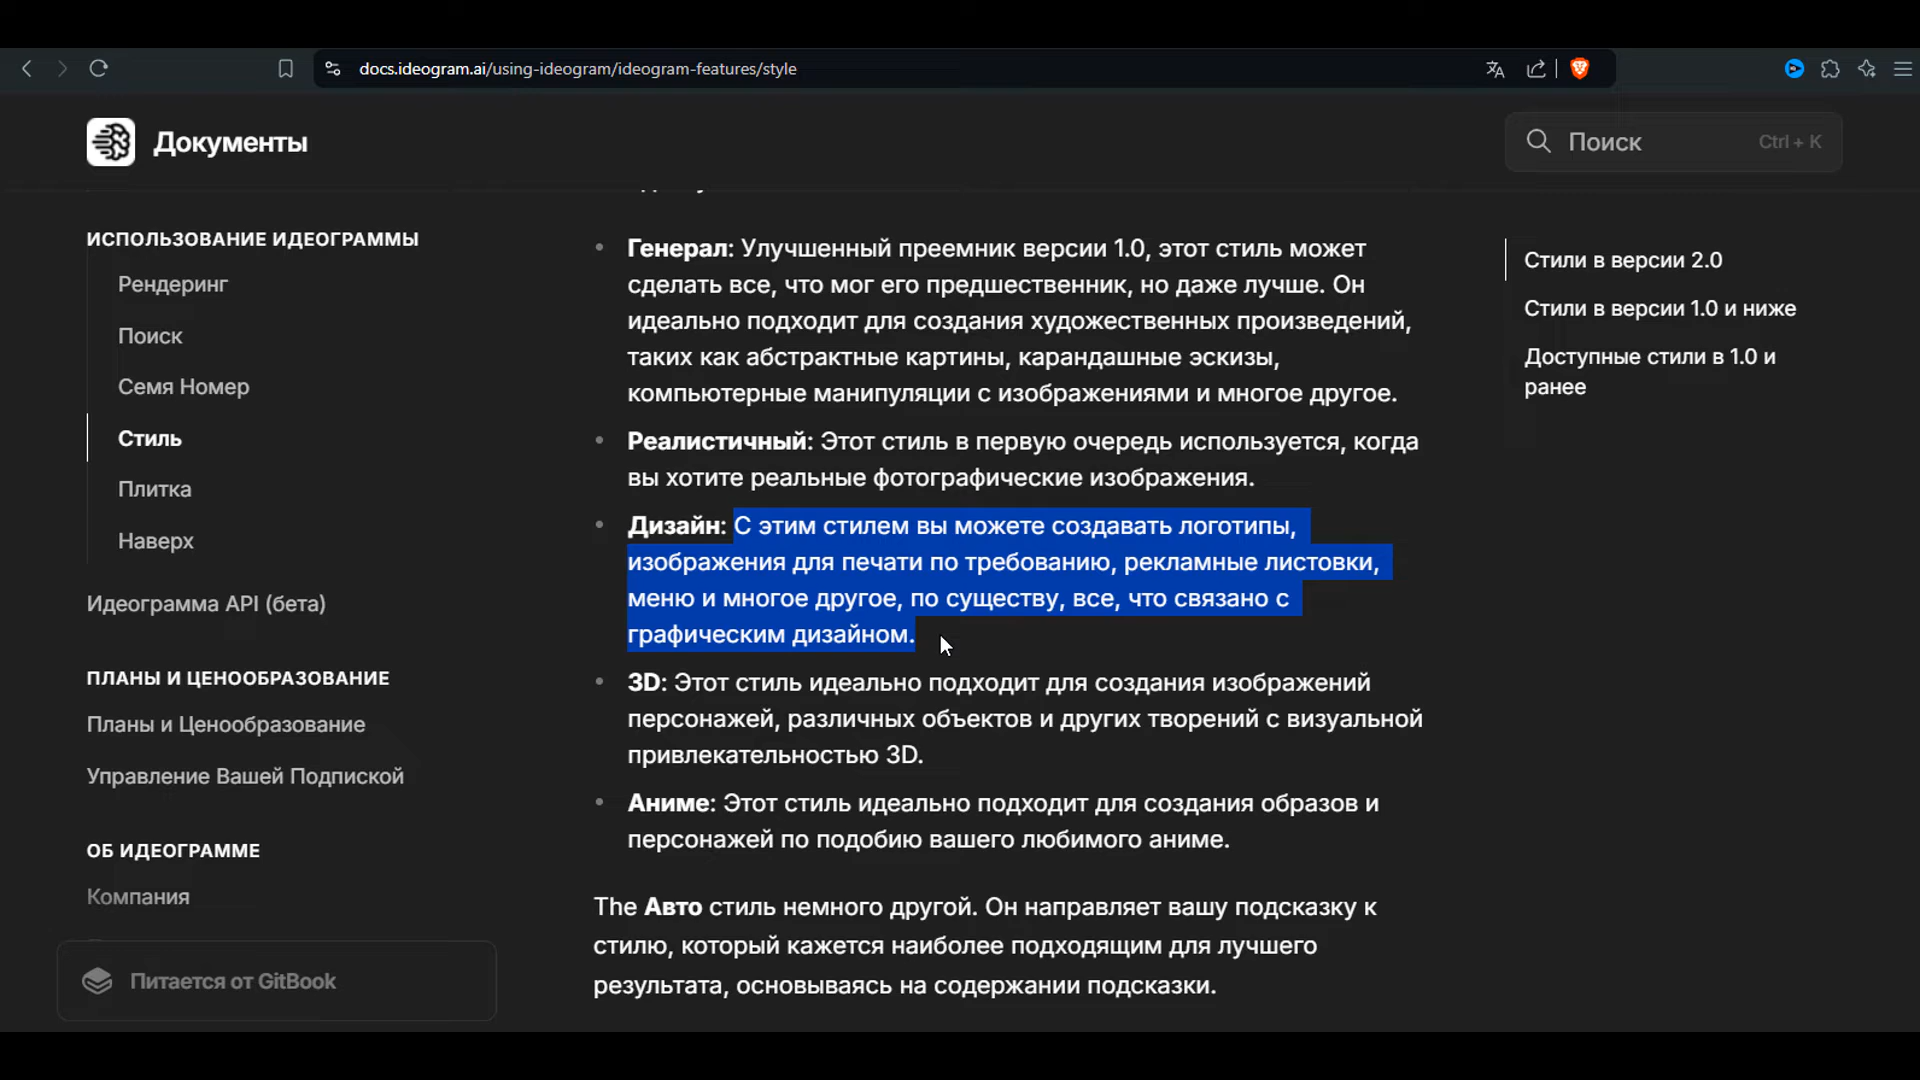 docs.ideogram.ai/using-ideogram/ideogram-features/style
Документы
Поиск
Ctrl + K
ИСПОЛЬЗОВАНИЕ ИДЕОГРАММЫ
Рендеринг
Поиск
Семя Номер
Стиль
Плитка
Наверх
Идеограмма API (бета)
ПЛАНЫ И ЦЕНООБРАЗОВАНИЕ
Планы и Ценообразование
Управление Вашей Подпиской
ОБ ИДЕОГРАММЕ
Компания
Питается от GitBook
Генерал: Улучшенный преемник версии 1.0, этот стиль может
сделать все, что мог его предшественник, но даже лучше. Он
идеально подходит для создания художественных произведений,
таких как абстрактные картины, карандашные эскизы,
компьютерные манипуляции с изображениями и многое другое.
Реалистичный: Этот стиль в первую очередь используется, когда
вы хотите реальные фотографические изображения.
Дизайн: С этим стилем вы можете создавать логотипы,
изображения для печати по требованию, рекламные листовки,
меню и многое другое, по существу, все, что связано с
графическим дизайном.
3D: Этот стиль идеально подходит для создания изображений
персонажей, различных объектов и других творений с визуальной
привлекательностью 3D.
Аниме: Этот стиль идеально подходит для создания образов и
персонажей по подобию вашего любимого аниме.
The Авто стиль немного другой. Он направляет вашу подсказку к
стилю, который кажется наиболее подходящим для лучшего
результата, основываясь на содержании подсказки.
Стили в версии 2.0
Стили в версии 1.0 и ниже
Доступные стили в 1.0 и
ранее